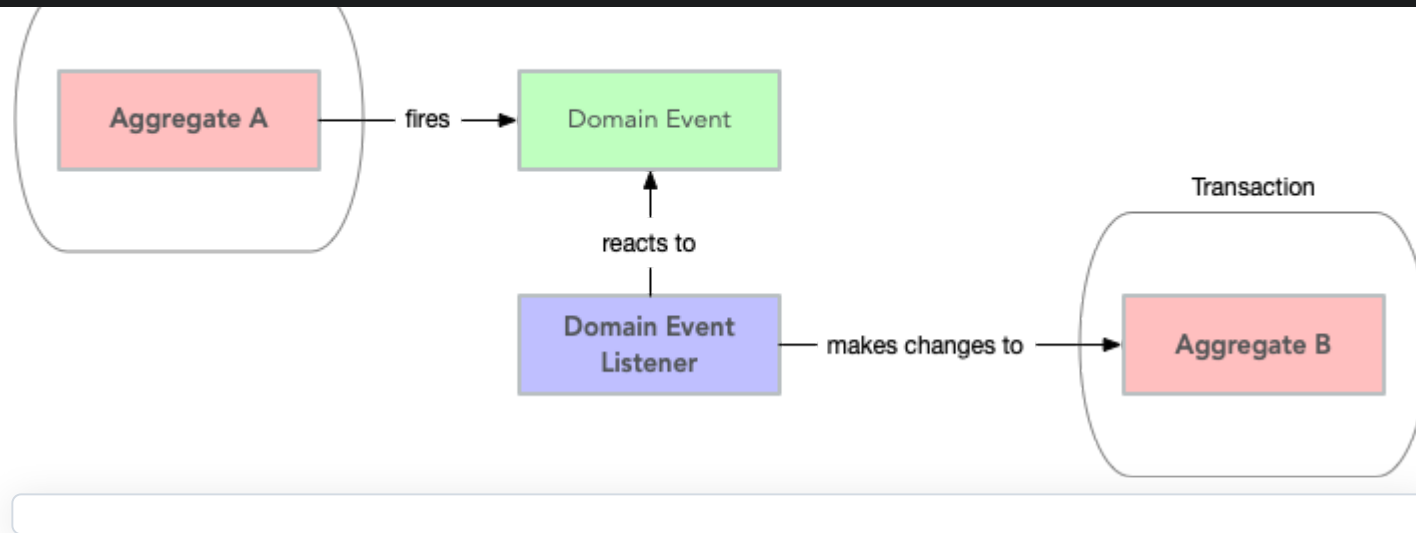 Aggregate A
fires
Domain Event
Transaction
reacts to
Domain Event
Listener
makes changes to
Aggregate B